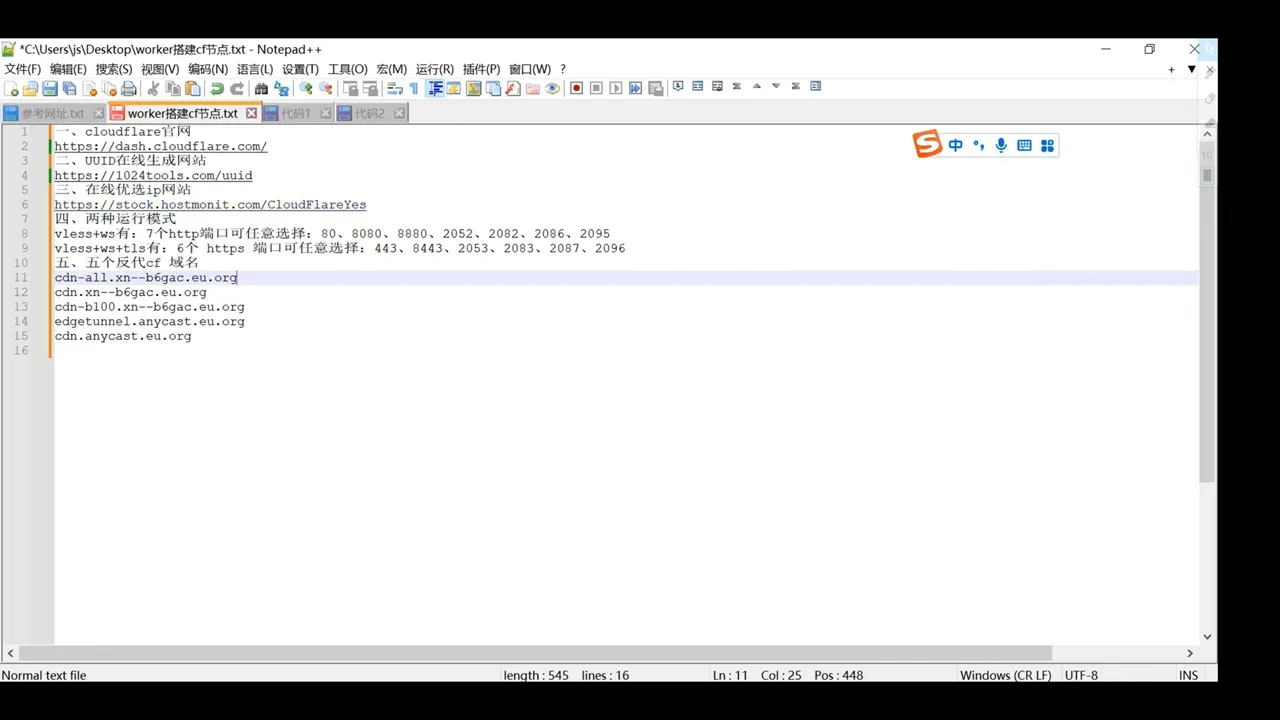 *C:\Users\js\Desktop\worker搭建cf节点.txt - Notepad++
文件(F) 编辑(E) 搜索(S) 视图(V) 编码(N) 语言(L) 设置(T) 工具(O) 宏(M) 运行(R) 插件(P) 窗口(W) ?
参考网址.txt worker搭建cf节点.txt 代码1 代码2
1 一、cloudflare官网
2 https://dash.cloudflare.com/
3 二、UUID在线生成网站
4 https://1024tools.com/uuid
5 三、在线优选ip网站
6 https://stock.hostmonit.com/CloudFlareYes
7 四、两种运行模式
8 vless+ws有：7个http端口可任意选择：80、8080、8880、2052、2082、2086、2095
9 vless+ws+tls有：6个 https 端口可任意选择：443、8443、2053、2083、2087、2096
10 五、五个反代cf 域名
11 cdn-all.xn--b6gac.eu.org
12 cdn.xn--b6gac.eu.org
13 cdn-b100.xn--b6gac.eu.org
14 edgetunnel.anycast.eu.org
15 cdn.anycast.eu.org
16
中
Normal text file length : 545 lines : 16 Ln : 11 Col : 25 Pos : 448 Windows (CR LF) UTF-8 INS